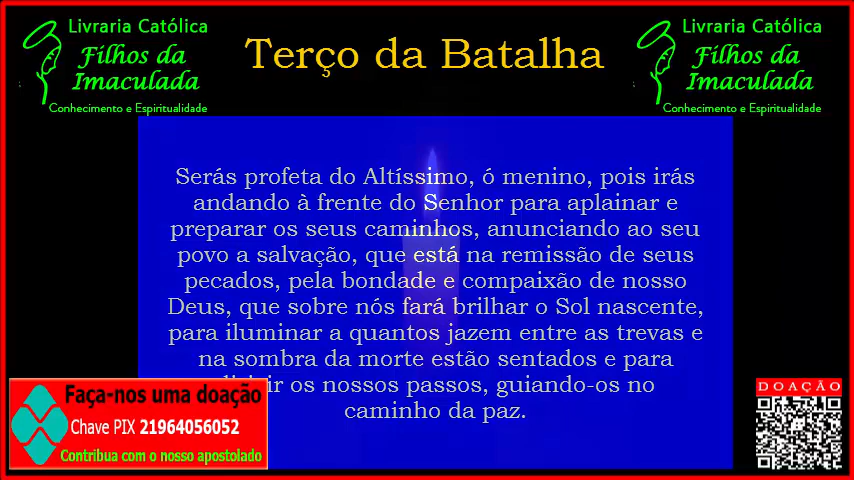 Livraria Católica
Filhos da
Imaculada
Conhecimento e Espiritualidade
Terço da Batalha
Livraria Católica
Filhos da
Imaculada
Conhecimento e Espiritualidade
Serás profeta do Altíssimo, ó menino, pois irás
andando à frente do Senhor para aplainar e
preparar os seus caminhos, anunciando ao seu
povo a salvação, que está na remissão de seus
pecados, pela bondade e compaixão de nosso
Deus, que sobre nós fará brilhar o Sol nascente,
para iluminar a quantos jazem entre as trevas e
na sombra da morte estão sentados e para
os nossos passos, guiando-os no
caminho da paz.
Faça-nos uma doação
Chave PIX 21964056052
Contribua com o nosso apostolado
DOAÇÃO